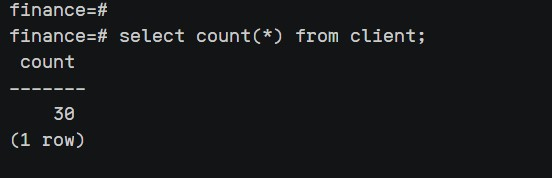 finance=#
finance=# select count(*) from client;
count
-------
30
(1 row)